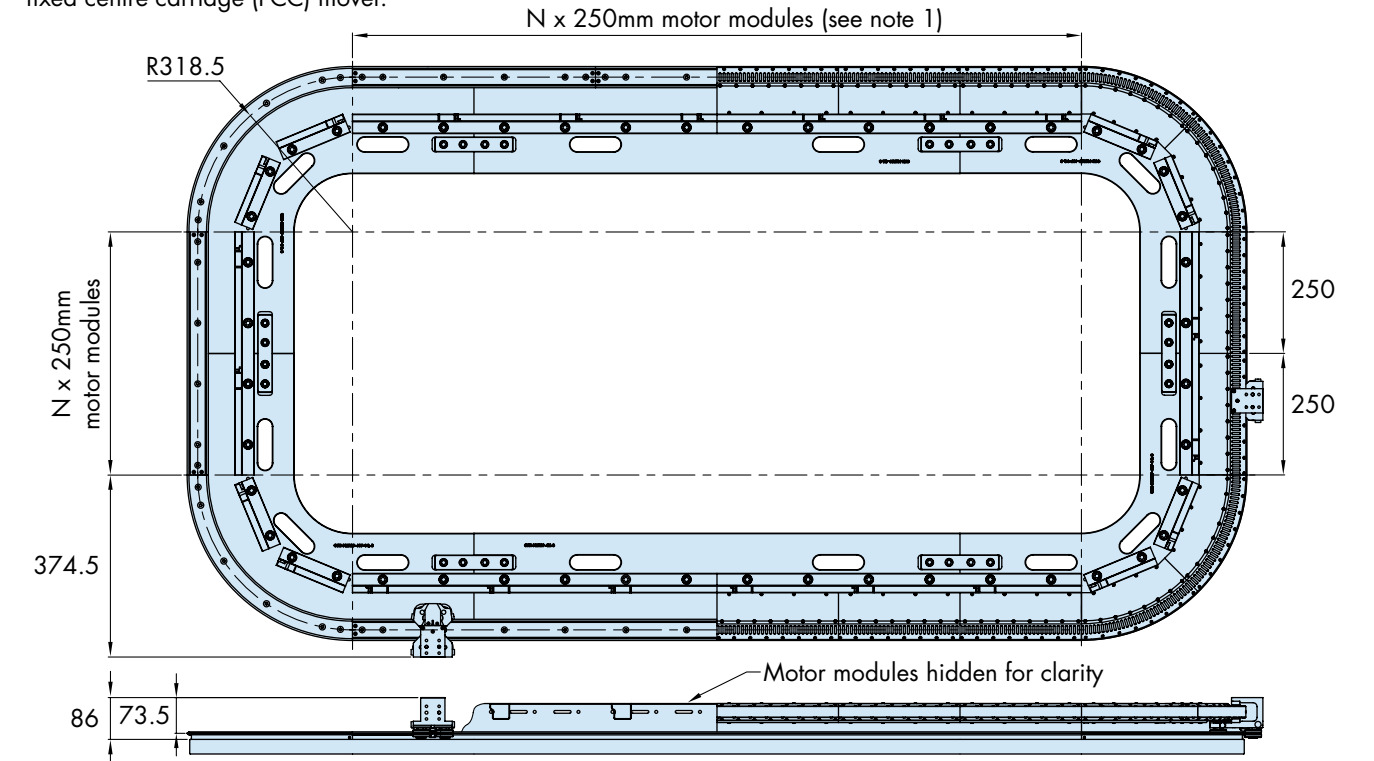 fixed centre carriage (FCC) mover.
N x 250mm motor modules (see note 1)
R318.5
N x 250mm
motor modules
250
250
374.5
Motor modules hidden for clarity
86
73.5